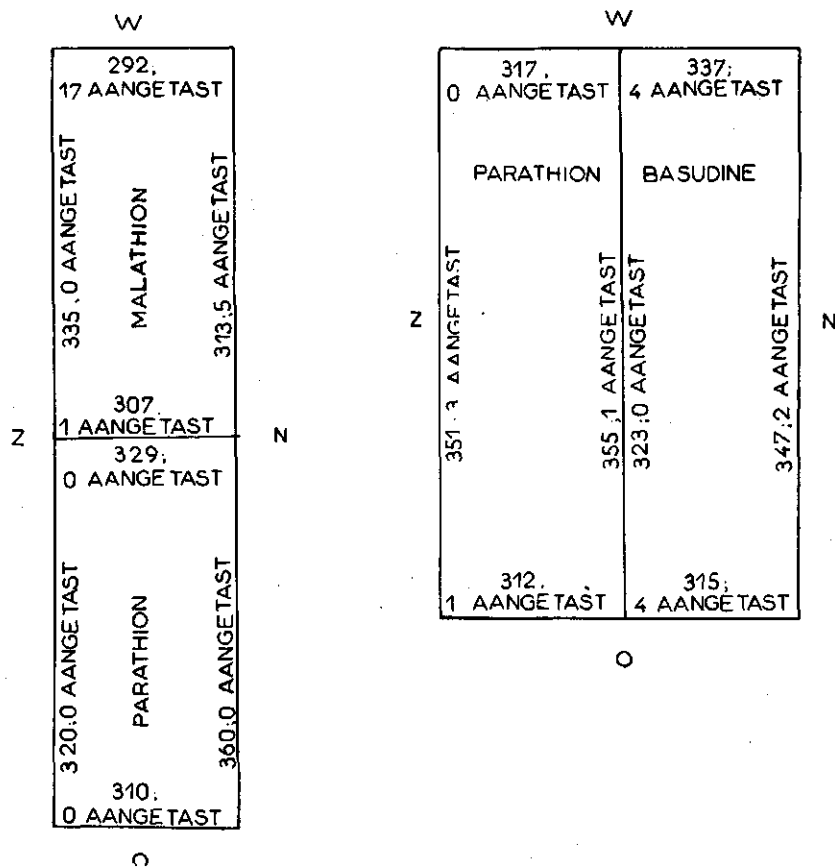 W
292;
17 AANGETAST
335.0 AANGETAST
MALATHION
313:5 AANGETAST
307
1 AANGETAST
Z
N
329;
0 AANGETAST
320:0 AANGETAST
PARATHION
360:0 AANGETAST
310;
0 AANGETAST
O
W
317,
0 AANGETAST
337;
4 AANGETAST
PARATHION
BASUDINE
Z
N
351.3 AANGETAST
355;1 AANGETAST
323:0 AANGETAST
347:2 AANGETAST
312.
1 AANGETAST
315;
4 AANGETAST
O